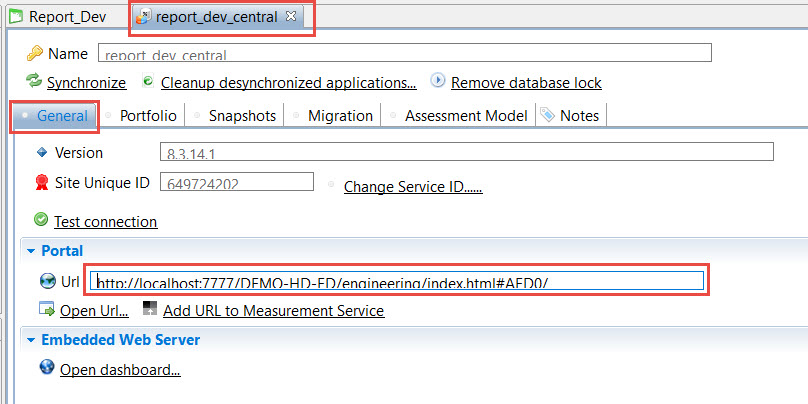 Report_Dev report_dev_central
Name report_dev_central
Synchronize Cleanup desynchronized applications... Remove database lock
General Portfolio Snapshots Migration Assessment Model Notes
Version 8.3.14.1
Site Unique ID 649724202 Change Service ID......
Test connection
Portal
Url http://localhost:7777/DEMO-HD-ED/engineering/index.html#AED0/
Open Url... Add URL to Measurement Service
Embedded Web Server
Open dashboard...